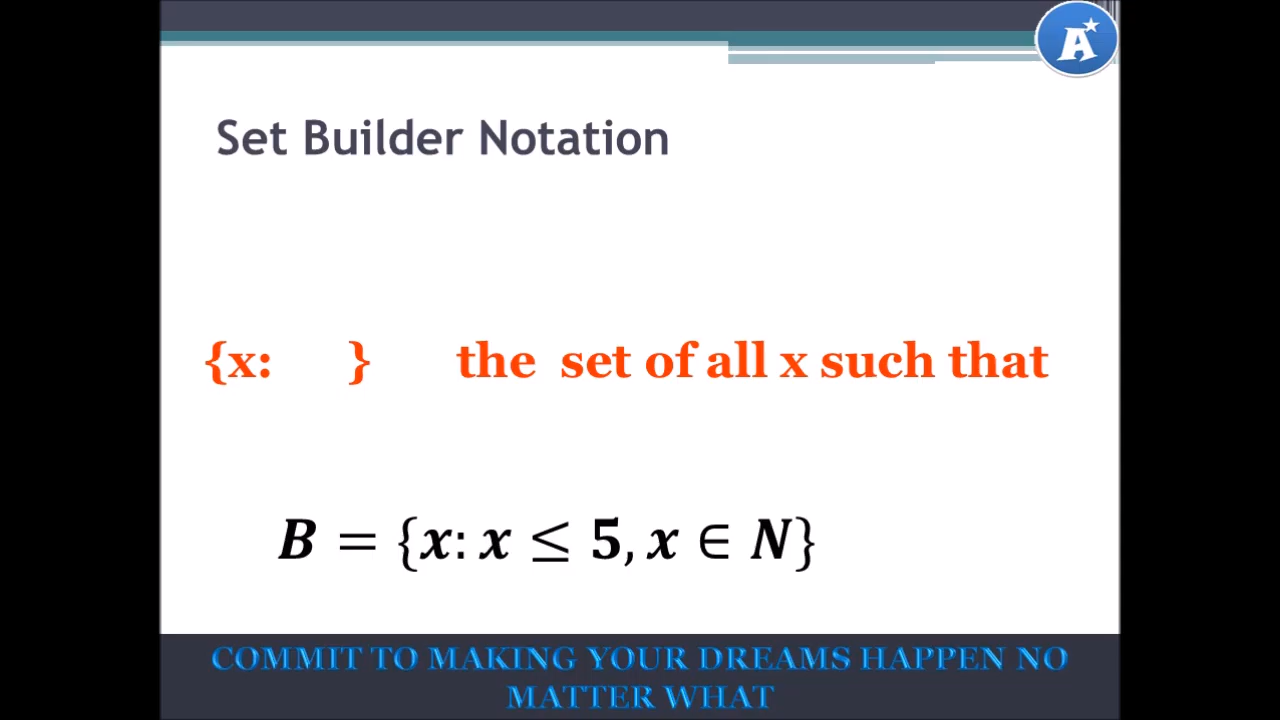 A
Set Builder Notation
{x: } the set of all x such that
B = {x: x ≤ 5, x ∈ N}
COMMIT TO MAKING YOUR DREAMS HAPPEN NO
MATTER WHAT